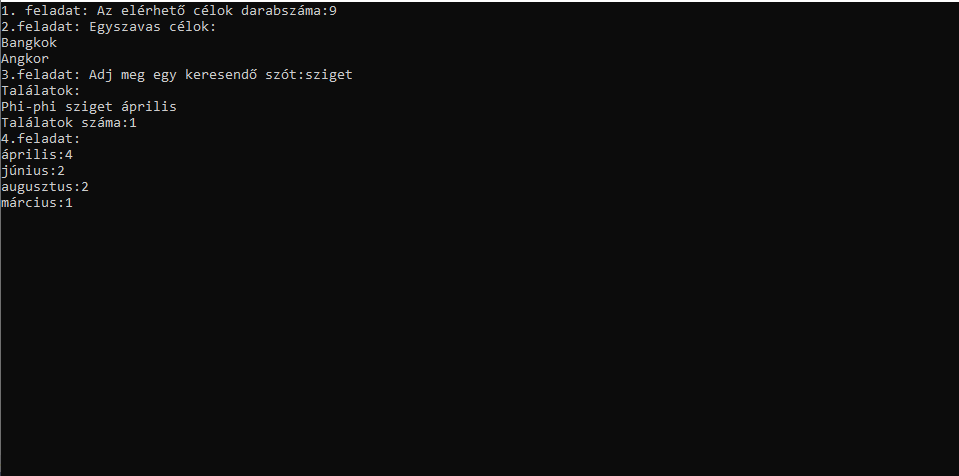 1. feladat: Az elérhető célok darabszáma:9
2.feladat: Egyszavas célok:
Bangkok
Angkor
3.feladat: Adj meg egy keresendő szót:sziget
Találatok:
Phi-phi sziget április
Találatok száma:1
4.feladat:
április:4
június:2
augusztus:2
március:1